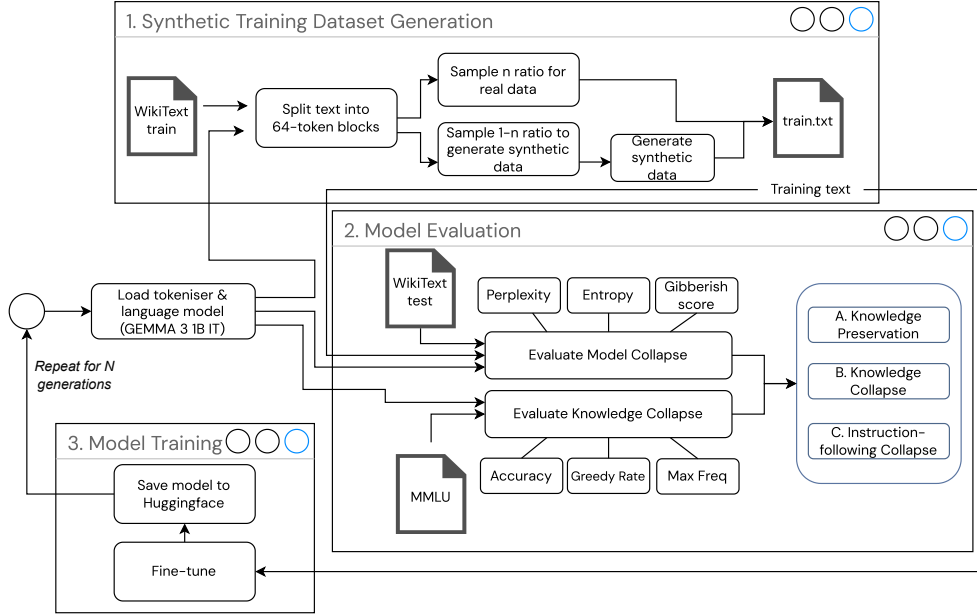 1. Synthetic Training Dataset Generation
WikiText
train
Split text into
64-token blocks
Sample n ratio for
real data
Sample 1-n ratio to
generate synthetic
data
Generate
synthetic
data
train.txt
Training text
2. Model Evaluation
WikiText
test
Perplexity
Entropy
Gibberish
score
Evaluate Model Collapse
Evaluate Knowledge Collapse
Accuracy
Greedy Rate
Max Freq
MMLU
A. Knowledge
Preservation
B. Knowledge
Collapse
C. Instruction-
following Collapse
Load tokeniser &
language model
(GEMMA 3 1B IT)
Repeat for N
generations
3. Model Training
Save model to
Huggingface
Fine-tune